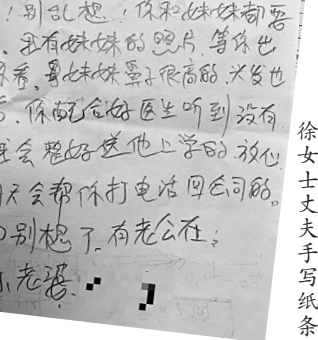 ！别乱想！你和妹妹都要
，我有妹妹的照片，等你出
你看，妹妹鼻子很高的，头发也
，你配合好医生听到没有
会整好送他上学的，放心
天会帮你打电话回公司的。
别想了，有老公在；
老婆
徐女士丈夫手写纸条